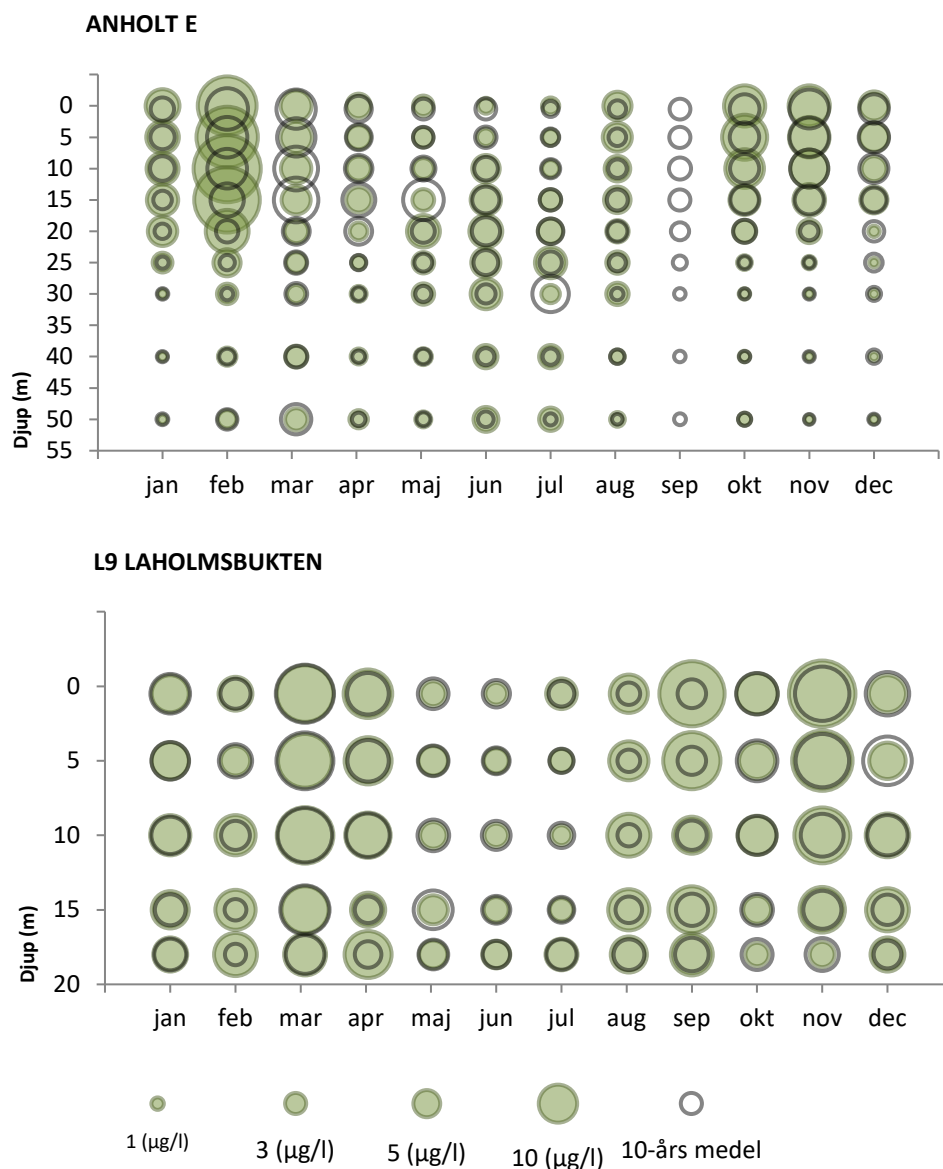 ANHOLT E
0
5
10
15
20
25
30
35
40
45
50
55
Djup (m)
jan feb mar apr maj jun jul aug sep okt nov dec
L9 LAHOLMSBUKTEN
0
5
10
15
20
Djup (m)
jan feb mar apr maj jun jul aug sep okt nov dec
1 (µg/l) 3 (µg/l) 5 (µg/l) 10 (µg/l) 10-års medel